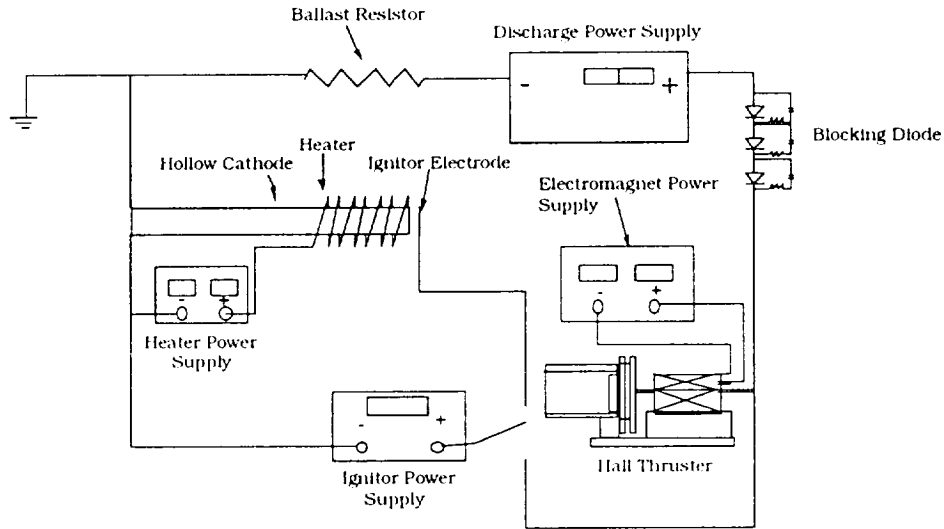 Ballast Resistor
Discharge Power Supply
- +
Blocking Diode
Heater
Hollow Cathode
Ignitor Electrode
Electromagnet Power
Supply
- +
- +
Heater Power
Supply
- +
Ignitor Power
Supply
Hall Thruster